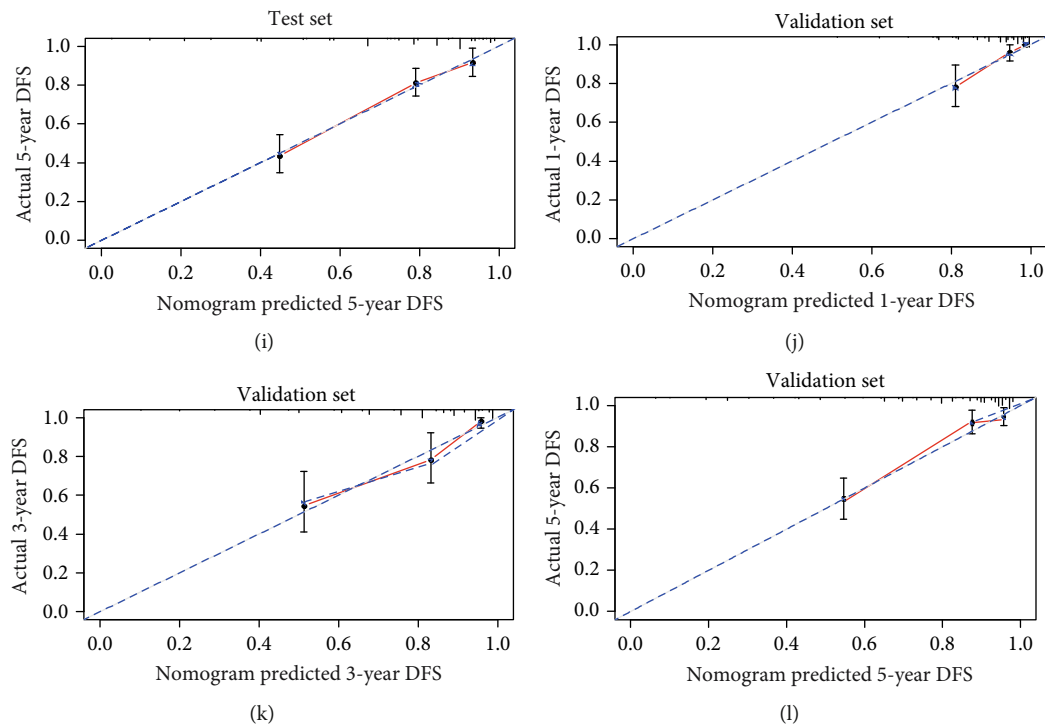 Test set
Actual 5-year DFS
1.0
0.8
0.6
0.4
0.2
0.0
0.0 0.2 0.4 0.6 0.8 1.0
Nomogram predicted 5-year DFS
(i)
Validation set
Actual 1-year DFS
1.0
0.8
0.6
0.4
0.2
0.0
0.0 0.2 0.4 0.6 0.8 1.0
Nomogram predicted 1-year DFS
(j)
Validation set
Actual 3-year DFS
1.0
0.8
0.6
0.4
0.2
0.0
0.0 0.2 0.4 0.6 0.8 1.0
Nomogram predicted 3-year DFS
(k)
Validation set
Actual 5-year DFS
1.0
0.8
0.6
0.4
0.2
0.0
0.0 0.2 0.4 0.6 0.8 1.0
Nomogram predicted 5-year DFS
(l)